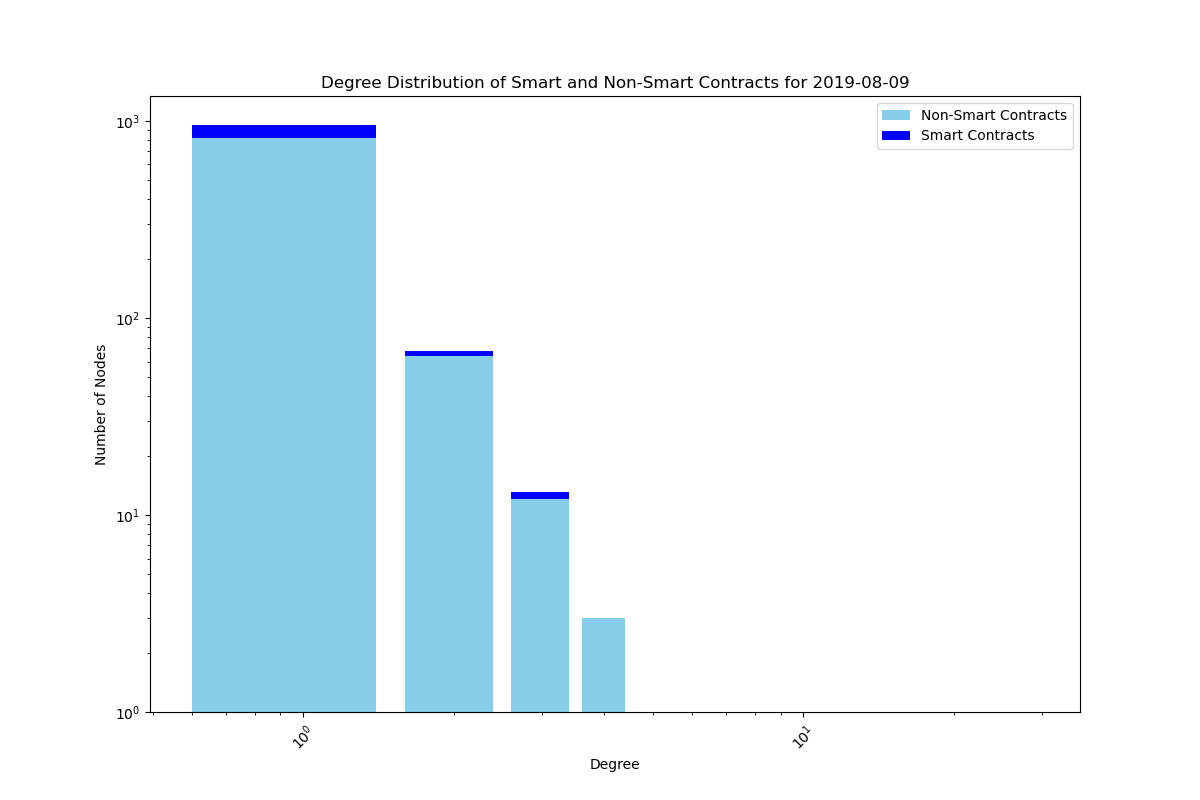 Degree Distribution of Smart and Non-Smart Contracts for 2019-08-09
Non-Smart Contracts
Smart Contracts
10³
10²
10¹
10⁰
Number of Nodes
10⁰ 10¹
Degree